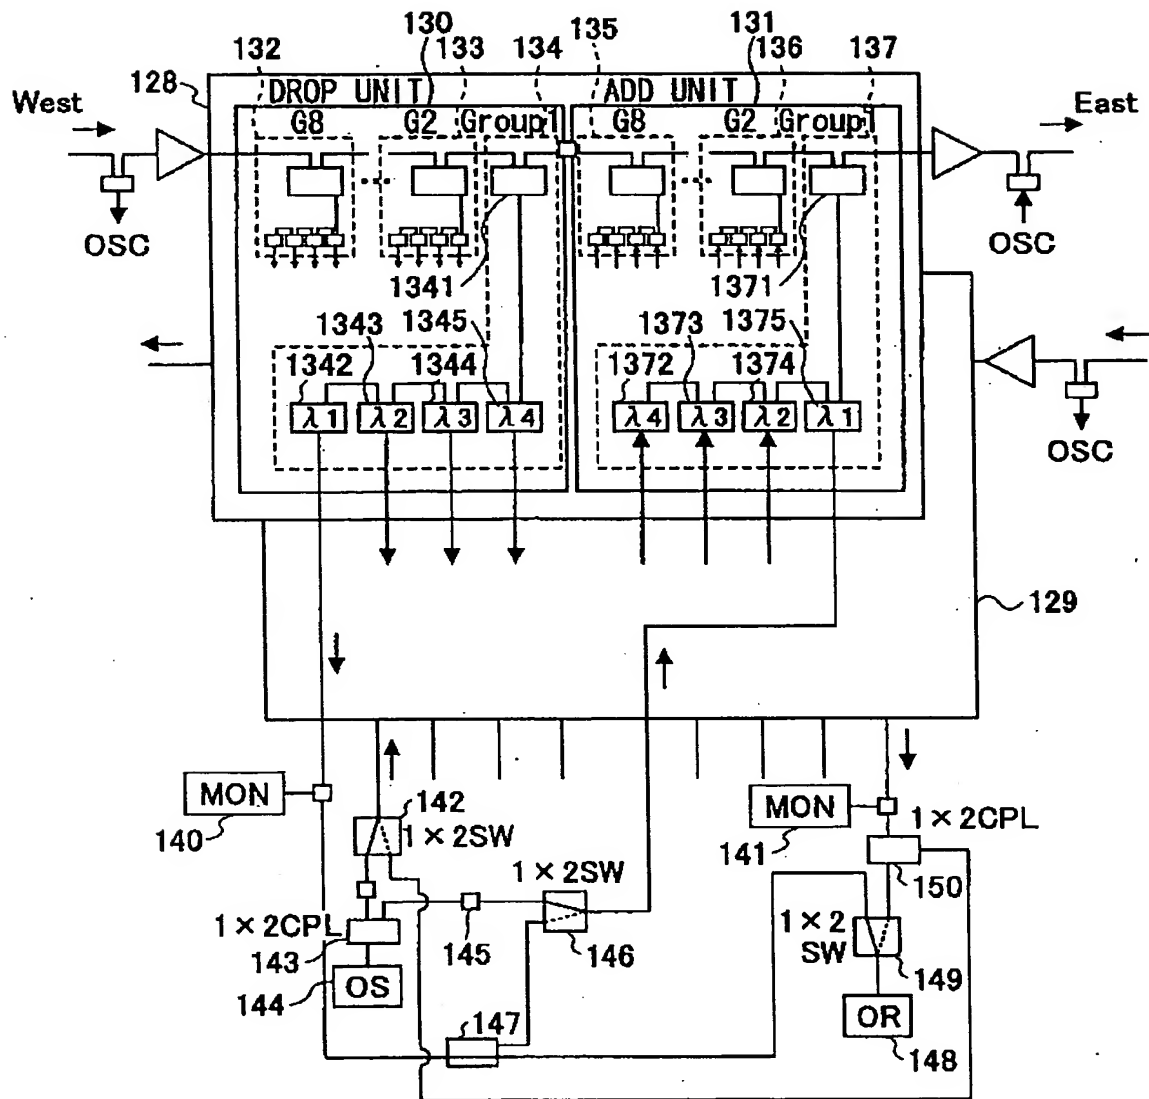 130
131
132
133
134
135
136
137
128
DROP UNIT
ADD UNIT
West
East
G8
G2
Group1
G8
G2
Group1
OSC
OSC
1341
1371
1343
1345
1373
1375
1342
1344
1372
1374
λ1
λ2
λ3
λ4
λ4
λ3
λ2
λ1
OSC
129
MON
140
142
1×2SW
MON
141
1×2CPL
150
1×2SW
1×2CPL
143
145
146
1×2
SW
149
OS
144
147
OR
148